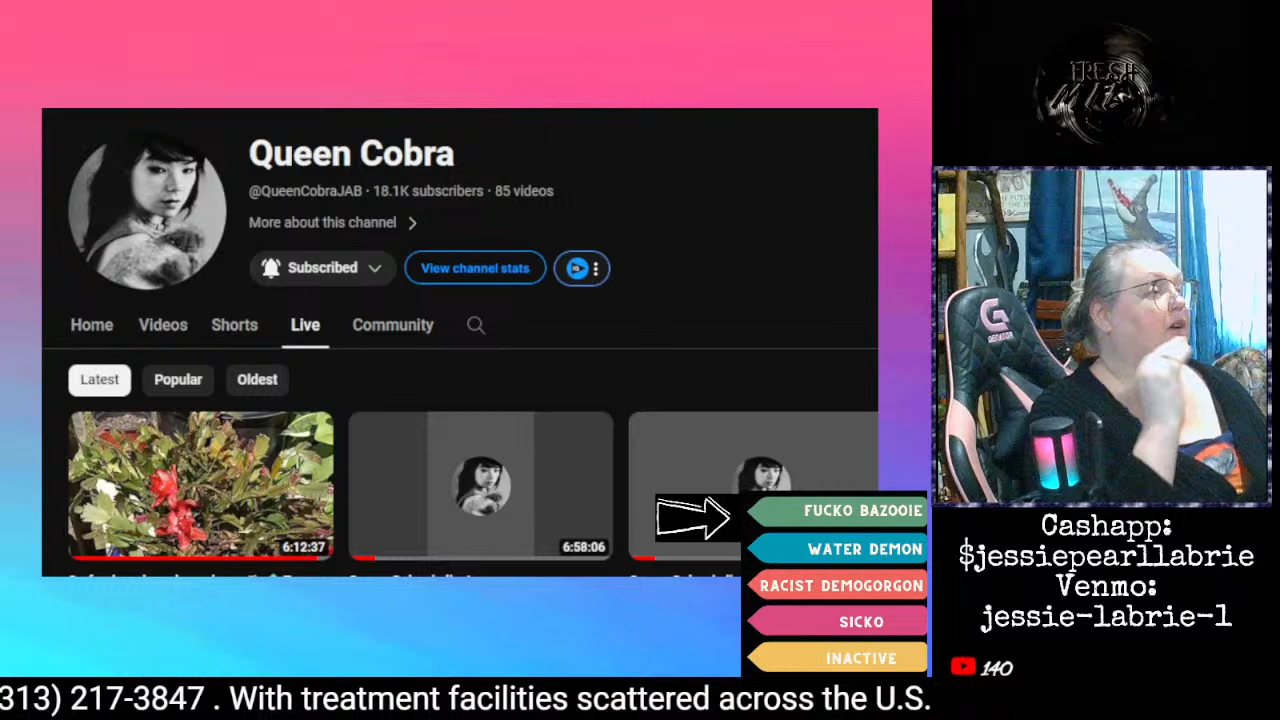 Queen Cobra
@QueenCobraJAB · 18.1K subscribers · 85 videos
More about this channel
Subscribed
View channel stats
Home
Videos
Shorts
Live
Community
Latest
Popular
Oldest
6:12:37
6:58:06
FUCKO BAZOOIE
WATER DEMON
RACIST DEMOGORGON
SICKO
INACTIVE
FRESH
Cashapp:
$jessiepearllabrie
Venmo:
jessie-labrie-1
140
313) 217-3847 . With treatment facilities scattered across the U.S.